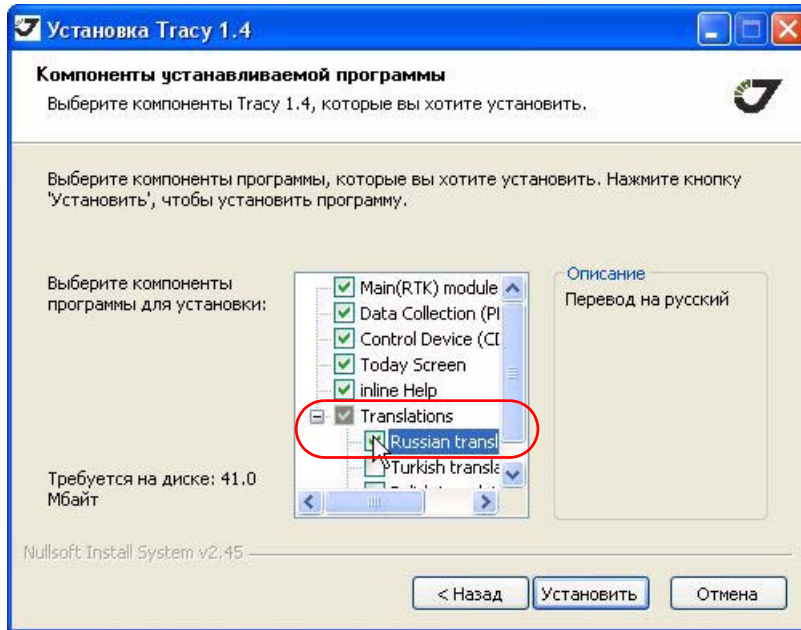 Установка Tracy 1.4
Компоненты устанавливаемой программы
Выберите компоненты Tracy 1.4, которые вы хотите установить.
Выберите компоненты программы, которые вы хотите установить. Нажмите кнопку
'Установить', чтобы установить программу.
Выберите компоненты
программы для установки:
Main(RTK) module
Data Collection (
Control Device (
Today Screen
inline Help
Translations
Russian transl
Turkish transla
Описание
Перевод на русский
Требуется на диске: 41.0
Мбайт
Nullsoft Install System v2.45
< Назад
Установить
Отмена